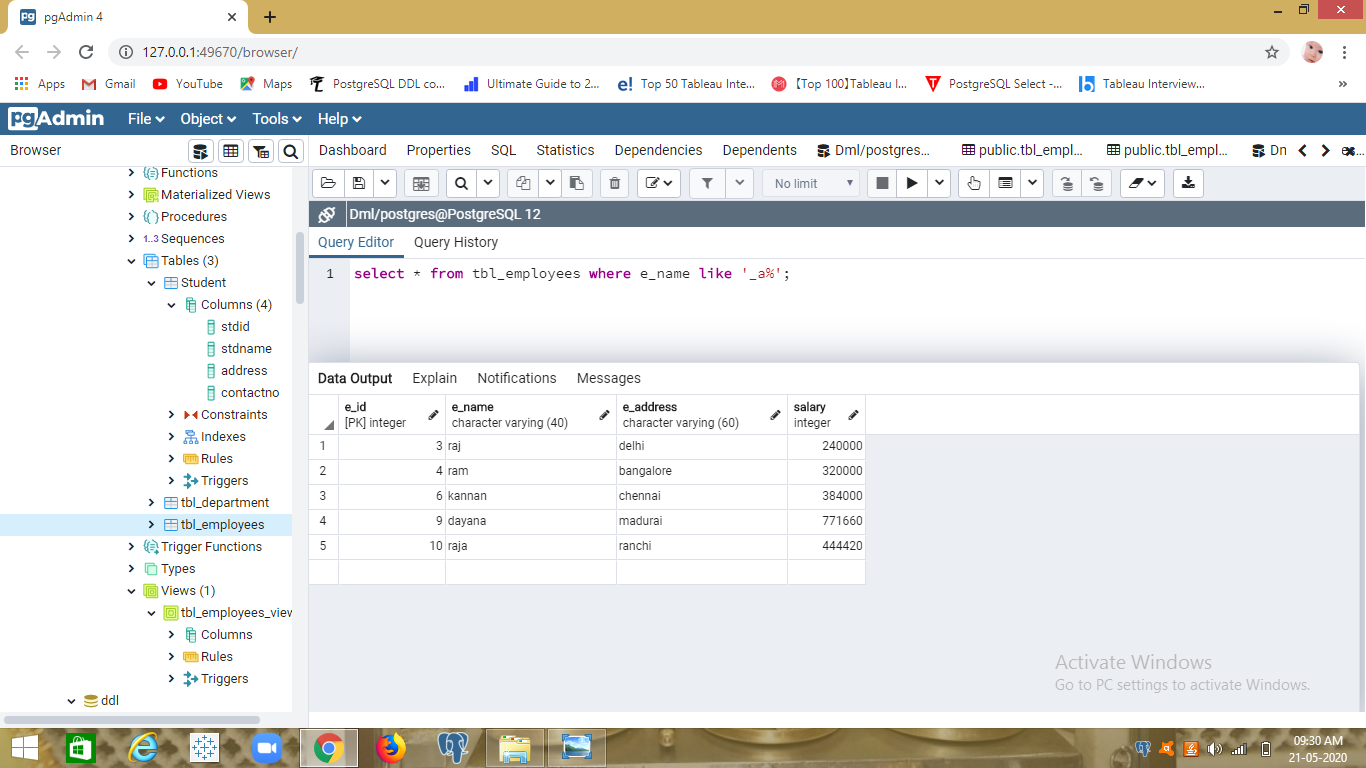 pgAdmin 4
127.0.0.1:49670/browser/
Apps Gmail YouTube Maps PostgreSQL DDL co... Ultimate Guide to 2... Top 50 Tableau Inte... 【Top 100】Tableau I... PostgreSQL Select -... Tableau Interview... »
pgAdmin File Object Tools Help
Browser
Dashboard Properties SQL Statistics Dependencies Dependents Dml/postgres... public.tbl_empl... public.tbl_empl... Dn
No limit
Dml/postgres@PostgreSQL 12
Query Editor Query History
1 select * from tbl_employees where e_name like '_a%';
Functions
Materialized Views
Procedures
1..3 Sequences
Tables (3)
Student
Columns (4)
stdid
stdname
address
contactno
Constraints
Indexes
Rules
Triggers
tbl_department
tbl_employees
Trigger Functions
Types
Views (1)
tbl_employees_view
Columns
Rules
Triggers
ddl
Data Output Explain Notifications Messages
e_id e_name e_address salary
[PK] integer character varying (40) character varying (60) integer
1 3 raj delhi 240000
2 4 ram bangalore 320000
3 6 kannan chennai 384000
4 9 dayana madurai 771660
5 10 raja ranchi 444420
Activate Windows
Go to PC settings to activate Windows.
09:30 AM
21-05-2020